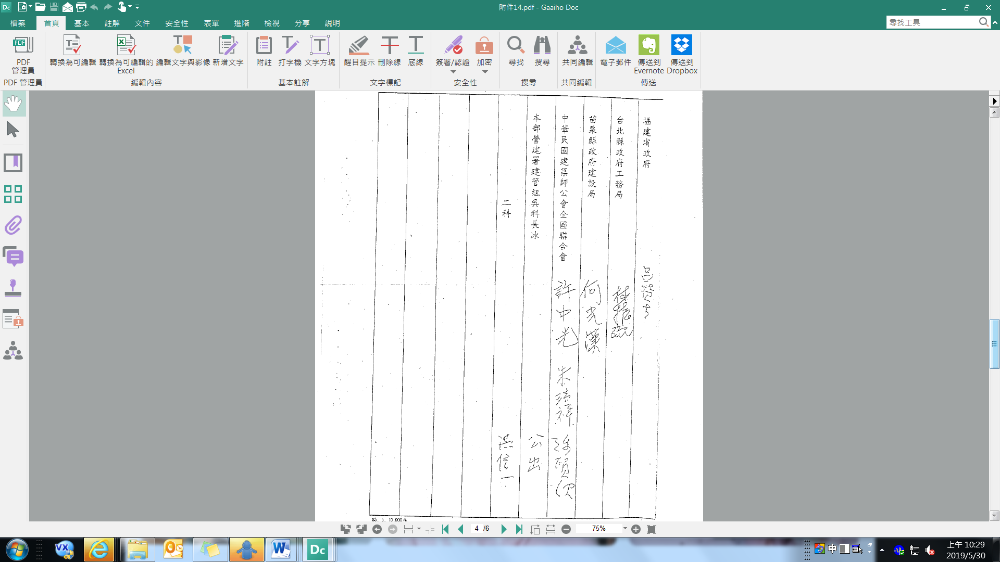 附件14.pdf - Gaaiho Doc
檔案 首頁 基本 註解 文件 安全性 表單 進階 檢視 分享 說明
尋找工具
PDF 管理員
轉換為可編輯
轉換為可編輯的 Excel
編輯文字與影像
新增文字
附註
打字機
文字方塊
醒目提示
刪除線
底線
簽署/認證
加密
尋找
搜尋
共同編輯
電子郵件
傳送到 Evernote
傳送到 Dropbox
PDF 管理員
編輯內容
基本註解
文字標記
安全性
搜尋
共同編輯
傳送
福建省政府
台北縣政府工務局
苗栗縣政府建設局 何光漢
中華民國建築師公會全國聯合會 許中光
本部營建署建管組吳科長冰 公出
二科 洪信一
85. 5. 10,000
4 /6
75%
VX
Dc
中
上午 10:29
2019/5/30